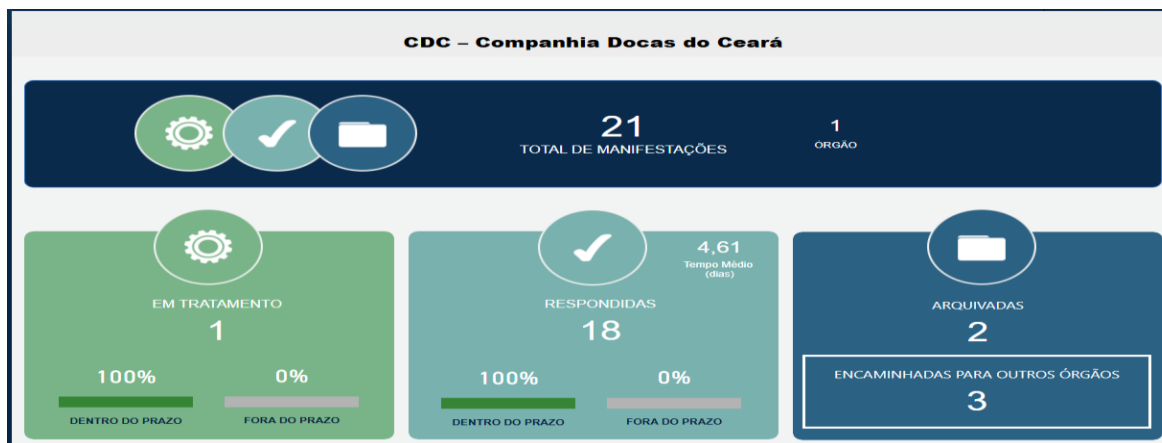 CDC – Companhia Docas do Ceará
21
TOTAL DE MANIFESTAÇÕES
1
ÓRGÃO
EM TRATAMENTO
1
100%
0%
DENTRO DO PRAZO
FORA DO PRAZO
4,61
Tempo Médio
(dias)
RESPONDIDAS
18
100%
0%
DENTRO DO PRAZO
FORA DO PRAZO
ARQUIVADAS
2
ENCAMINHADAS PARA OUTROS ÓRGÃOS
3